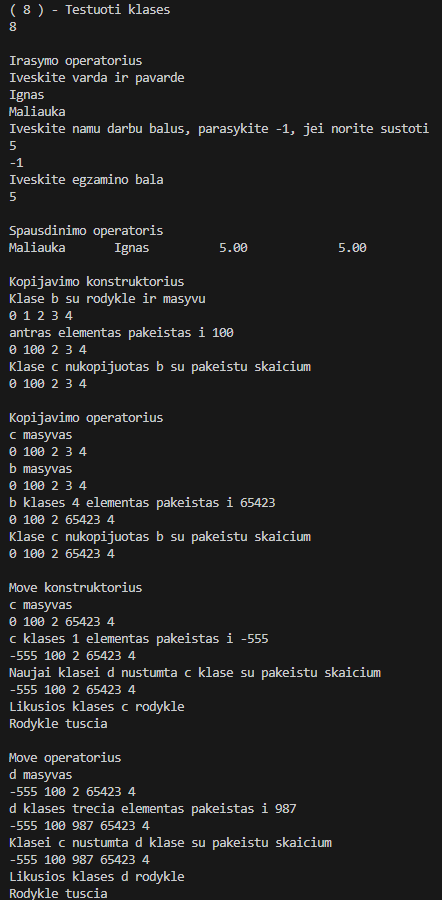 ( 8 ) - Testuoti klases
8
Irasymo operatorius
Iveskite varda ir pavarde
Ignas
Maliauka
Iveskite namu darbu balus, parasykite -1, jei norite sustoti
5
-1
Iveskite egzamino bala
5
Spausdinimo operatoris
Maliauka Ignas 5.00 5.00
Kopijavimo konstruktorius
Klase b su rodykle ir masyvu
0 1 2 3 4
antras elementas pakeistas i 100
0 100 2 3 4
Klase c nukopijuotas b su pakeistu skaicium
0 100 2 3 4
Kopijavimo operatorius
c masyvas
0 100 2 3 4
b masyvas
0 100 2 3 4
b klases 4 elementas pakeistas i 65423
0 100 2 65423 4
Klase c nukopijuotas b su pakeistu skaicium
0 100 2 65423 4
Move konstruktorius
c masyvas
0 100 2 65423 4
c klases 1 elementas pakeistas i -555
-555 100 2 65423 4
Naujai klasei d nustumta c klase su pakeistu skaicium
-555 100 2 65423 4
Likusios klases c rodykle
Rodykle tuscia
Move operatorius
d masyvas
-555 100 2 65423 4
d klases trecia elementas pakeistas i 987
-555 100 987 65423 4
Klasei c nustumta d klase su pakeistu skaicium
-555 100 987 65423 4
Likusios klases d rodykle
Rodykle tuscia